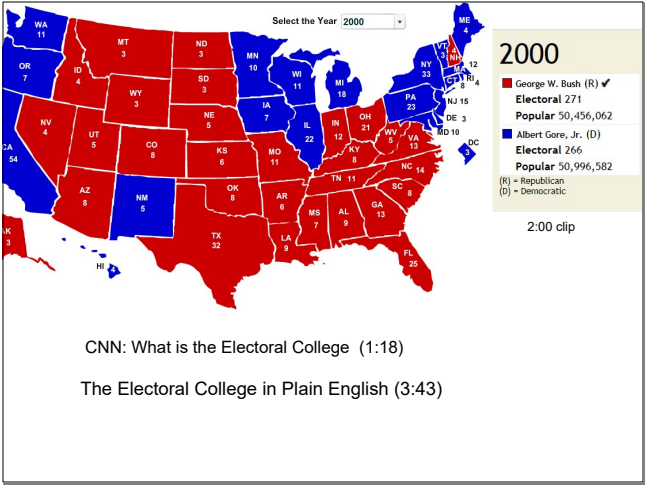 Select the Year 2000
WA
11
OR
7
CA
54
ID
4
NV
4
MT
3
WY
3
UT
5
AZ
8
CO
8
NM
5
ND
3
SD
3
NE
5
KS
6
OK
8
TX
32
MN
10
IA
7
MO
11
AR
6
LA
9
WI
11
IL
22
MI
18
IN
12
OH
21
KY
8
TN 11
MS
7
AL
9
GA
13
FL
25
SC
8
NC 14
VA
13
WV
5
PA
23
NY
33
VT
3
4
NH
ME
4
MA
12
RI
4
CT
8
NJ 15
DE 3
MD 10
DC
3
AK
3
HI
4
2000
George W. Bush (R) ✔
Electoral 271
Popular 50,456,062
Albert Gore, Jr. (D)
Electoral 266
Popular 50,996,582
(R) = Republican
(D) = Democratic
2:00 clip
CNN: What is the Electoral College (1:18)
The Electoral College in Plain English (3:43)